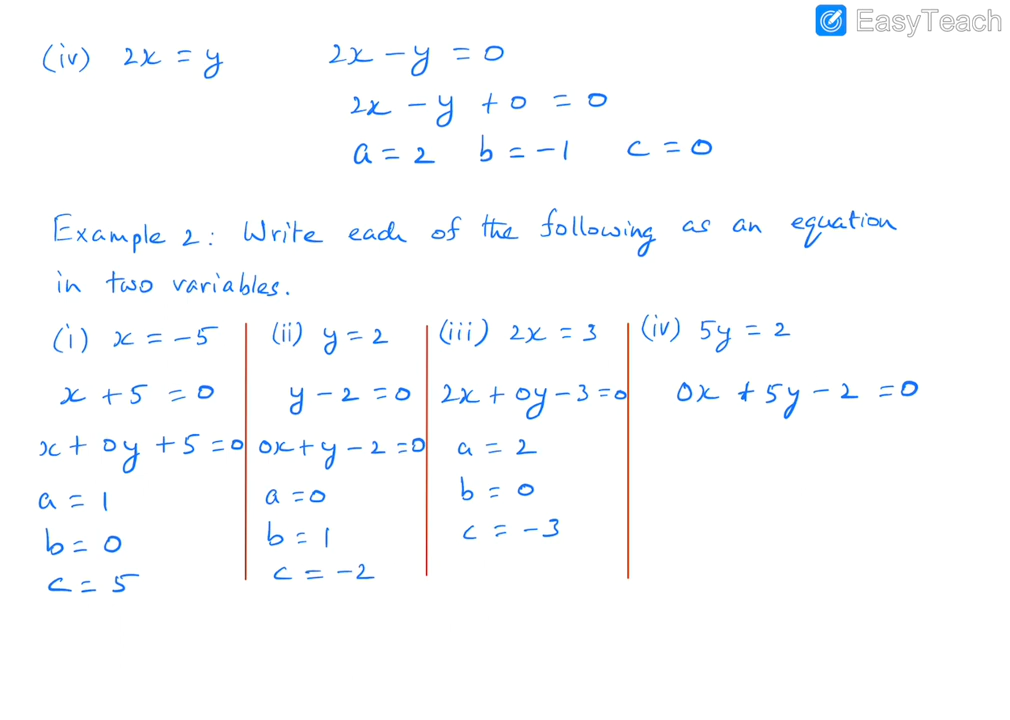 EasyTeach
(iv) 2x = y 2x - y = 0
2x - y + 0 = 0
a = 2 b = -1 c = 0
Example 2: Write each of the following as an equation
in two variables.
(i) x = -5
x + 5 = 0
x + 0y + 5 = 0
a = 1
b = 0
c = 5
(ii) y = 2
y - 2 = 0
0x + y - 2 = 0
a = 0
b = 1
c = -2
(iii) 2x = 3
2x + 0y - 3 = 0
a = 2
b = 0
c = -3
(iv) 5y = 2
0x + 5y - 2 = 0